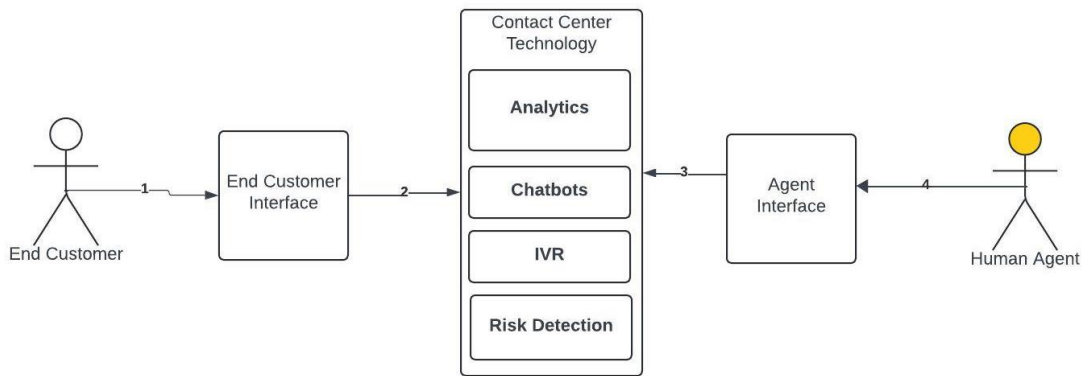 Contact Center
Technology
Analytics
Chatbots
IVR
Risk Detection
1
End Customer
End Customer
Interface
2
3
Agent
Interface
4
Human Agent